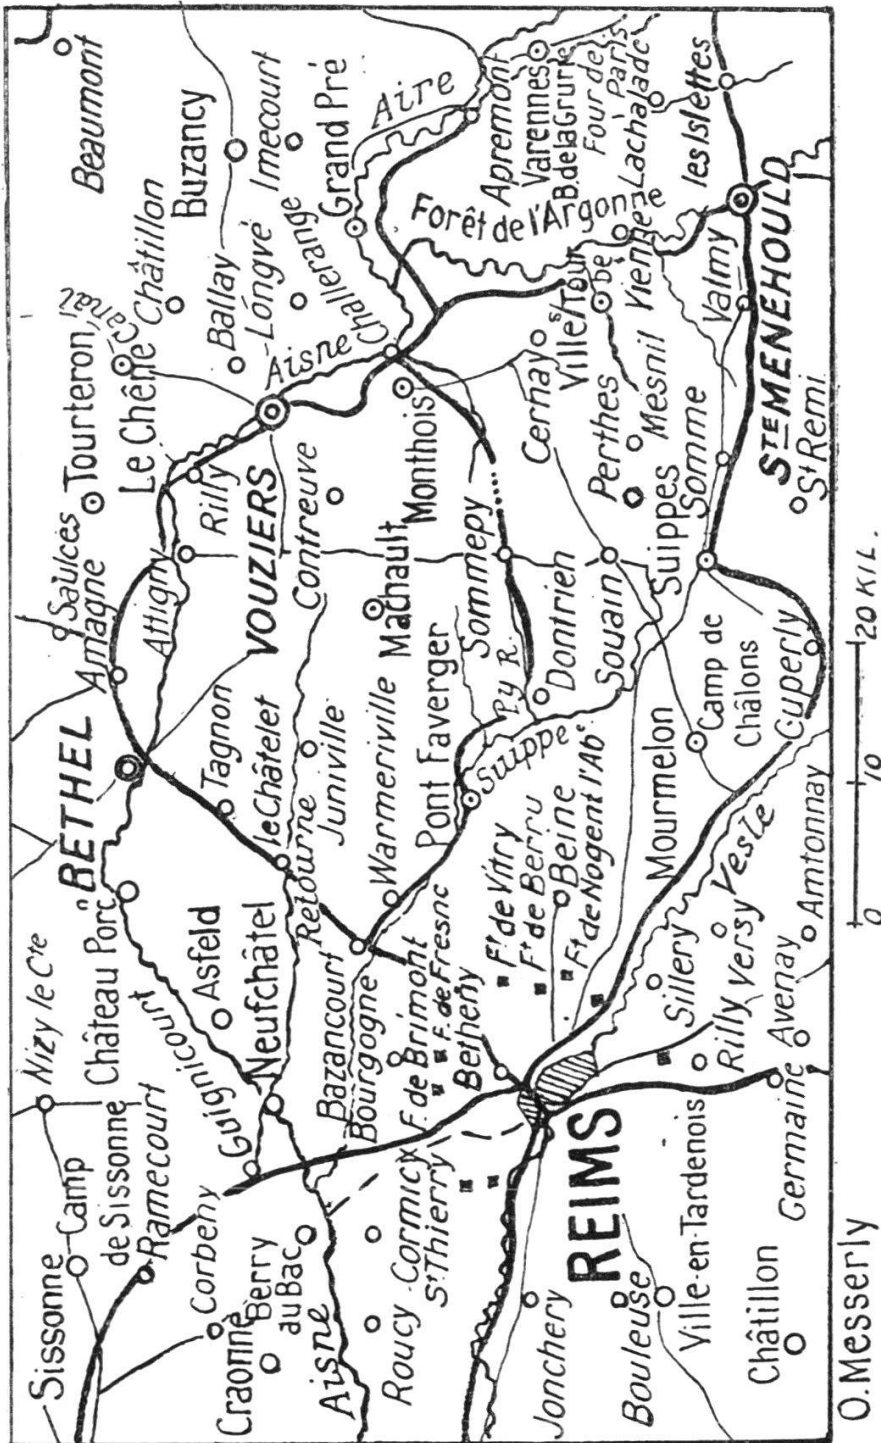 Sissonne
Camp
de Sissonne
Ramecourt
Nizy le Cte
Château Porc
"RETHEL
Amagne
Saulces
Tourteron
Le Chêne
Canal
Châtillon
Beaumont
Buzancy
Corbeny
Guignicourt
Asfeld
Neufchâtel
Tagnon
le Châtelet
Attigny
Rilly
VOUZIERS
Ballay
Longvé
Imecourt
Craonne
Berry
au Bac
Aisne
Retourne
Juniville
Contreuve
Aisne
Challerange
Grand Pré
Aire
Roucy
Cormicy
St Thierry
Bazancourt
Bourgogne
F. de Brimont
F. de Fresne
Betheny
Warmeriville
Pont Faverger
Machault
Monthois
Sommepy
Py R.
Suippe
Dontrien
Souain
Cernay
Ville s/Tourbe
Forêt de l'Argonne
Apremont
Varennes
B. de la Grurie
Four de
Paris
Lachalade
les Islettes
Vienne
Ft de Vitry
Ft de Berru
Beine
Ft de Nogent l'Abe
Perthes
Mesnil
Suippes
Somme
Valmy
STE MENEHOULD
St Remi
Jonchery
REIMS
Bouleuse
Ville-en-Tardenois
Châtillon
Germaine
Avenay
Rilly
Sillery
Versy
Vesle
Amtonnay
Mourmelon
Camp de
Châlons
Cuperly
O. Messerly
0 10 20 KIL.